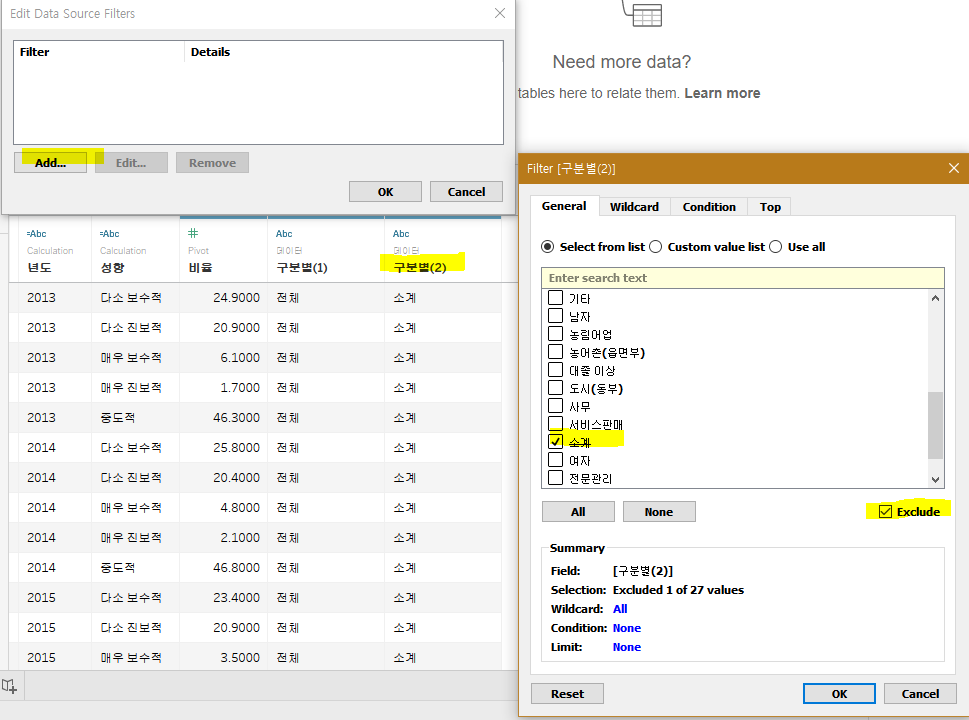 Edit Data Source Filters
Filter Details
Add... Edit... Remove
OK Cancel
Need more data?
tables here to relate them. Learn more
=Abc =Abc # Abc Abc
Calculation Calculation Pivot 데이터 데이터
년도 성향 비율 구분별(1) 구분별(2)
2013 다소 보수적 24.9000 전체 소계
2013 다소 진보적 20.9000 전체 소계
2013 매우 보수적 6.1000 전체 소계
2013 매우 진보적 1.7000 전체 소계
2013 중도적 46.3000 전체 소계
2014 다소 보수적 25.8000 전체 소계
2014 다소 진보적 20.4000 전체 소계
2014 매우 보수적 4.8000 전체 소계
2014 매우 진보적 2.1000 전체 소계
2014 중도적 46.8000 전체 소계
2015 다소 보수적 23.4000 전체 소계
2015 다소 진보적 20.9000 전체 소계
2015 매우 보수적 3.5000 전체 소계
Filter [구분별(2)]
General Wildcard Condition Top
Select from list Custom value list Use all
Enter search text
기타
남자
농림어업
농어촌(읍면부)
대졸 이상
도시(동부)
사무
서비스판매
소계
여자
전문관리
All None Exclude
Summary
Field: [구분별(2)]
Selection: Excluded 1 of 27 values
Wildcard: All
Condition: None
Limit: None
Reset OK Cancel